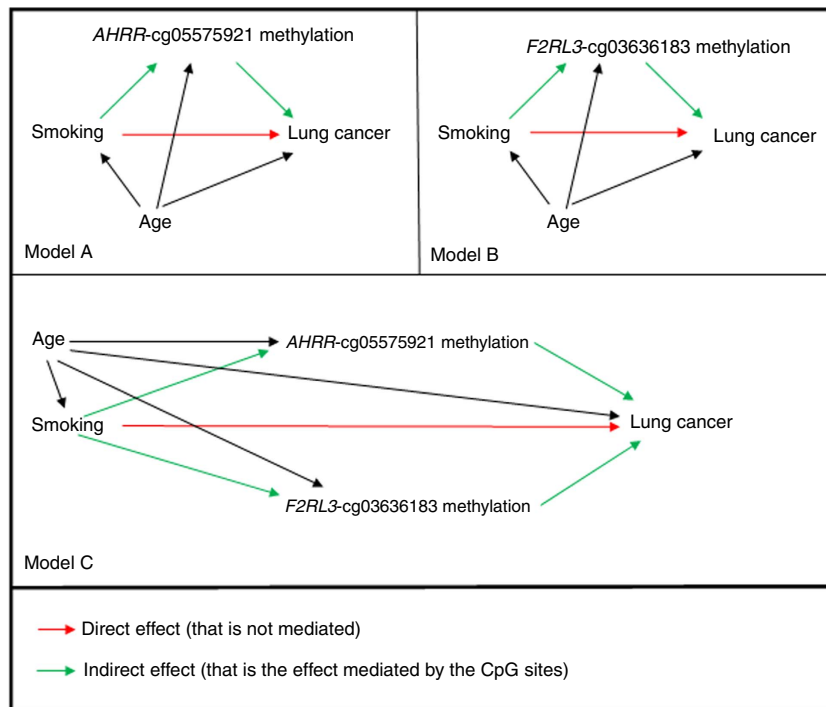 AHRR-cg05575921 methylation
Smoking
Lung cancer
Age
Model A
F2RL3-cg03636183 methylation
Smoking
Lung cancer
Age
Model B
Age
AHRR-cg05575921 methylation
Smoking
Lung cancer
F2RL3-cg03636183 methylation
Model C
Direct effect (that is not mediated)
Indirect effect (that is the effect mediated by the CpG sites)